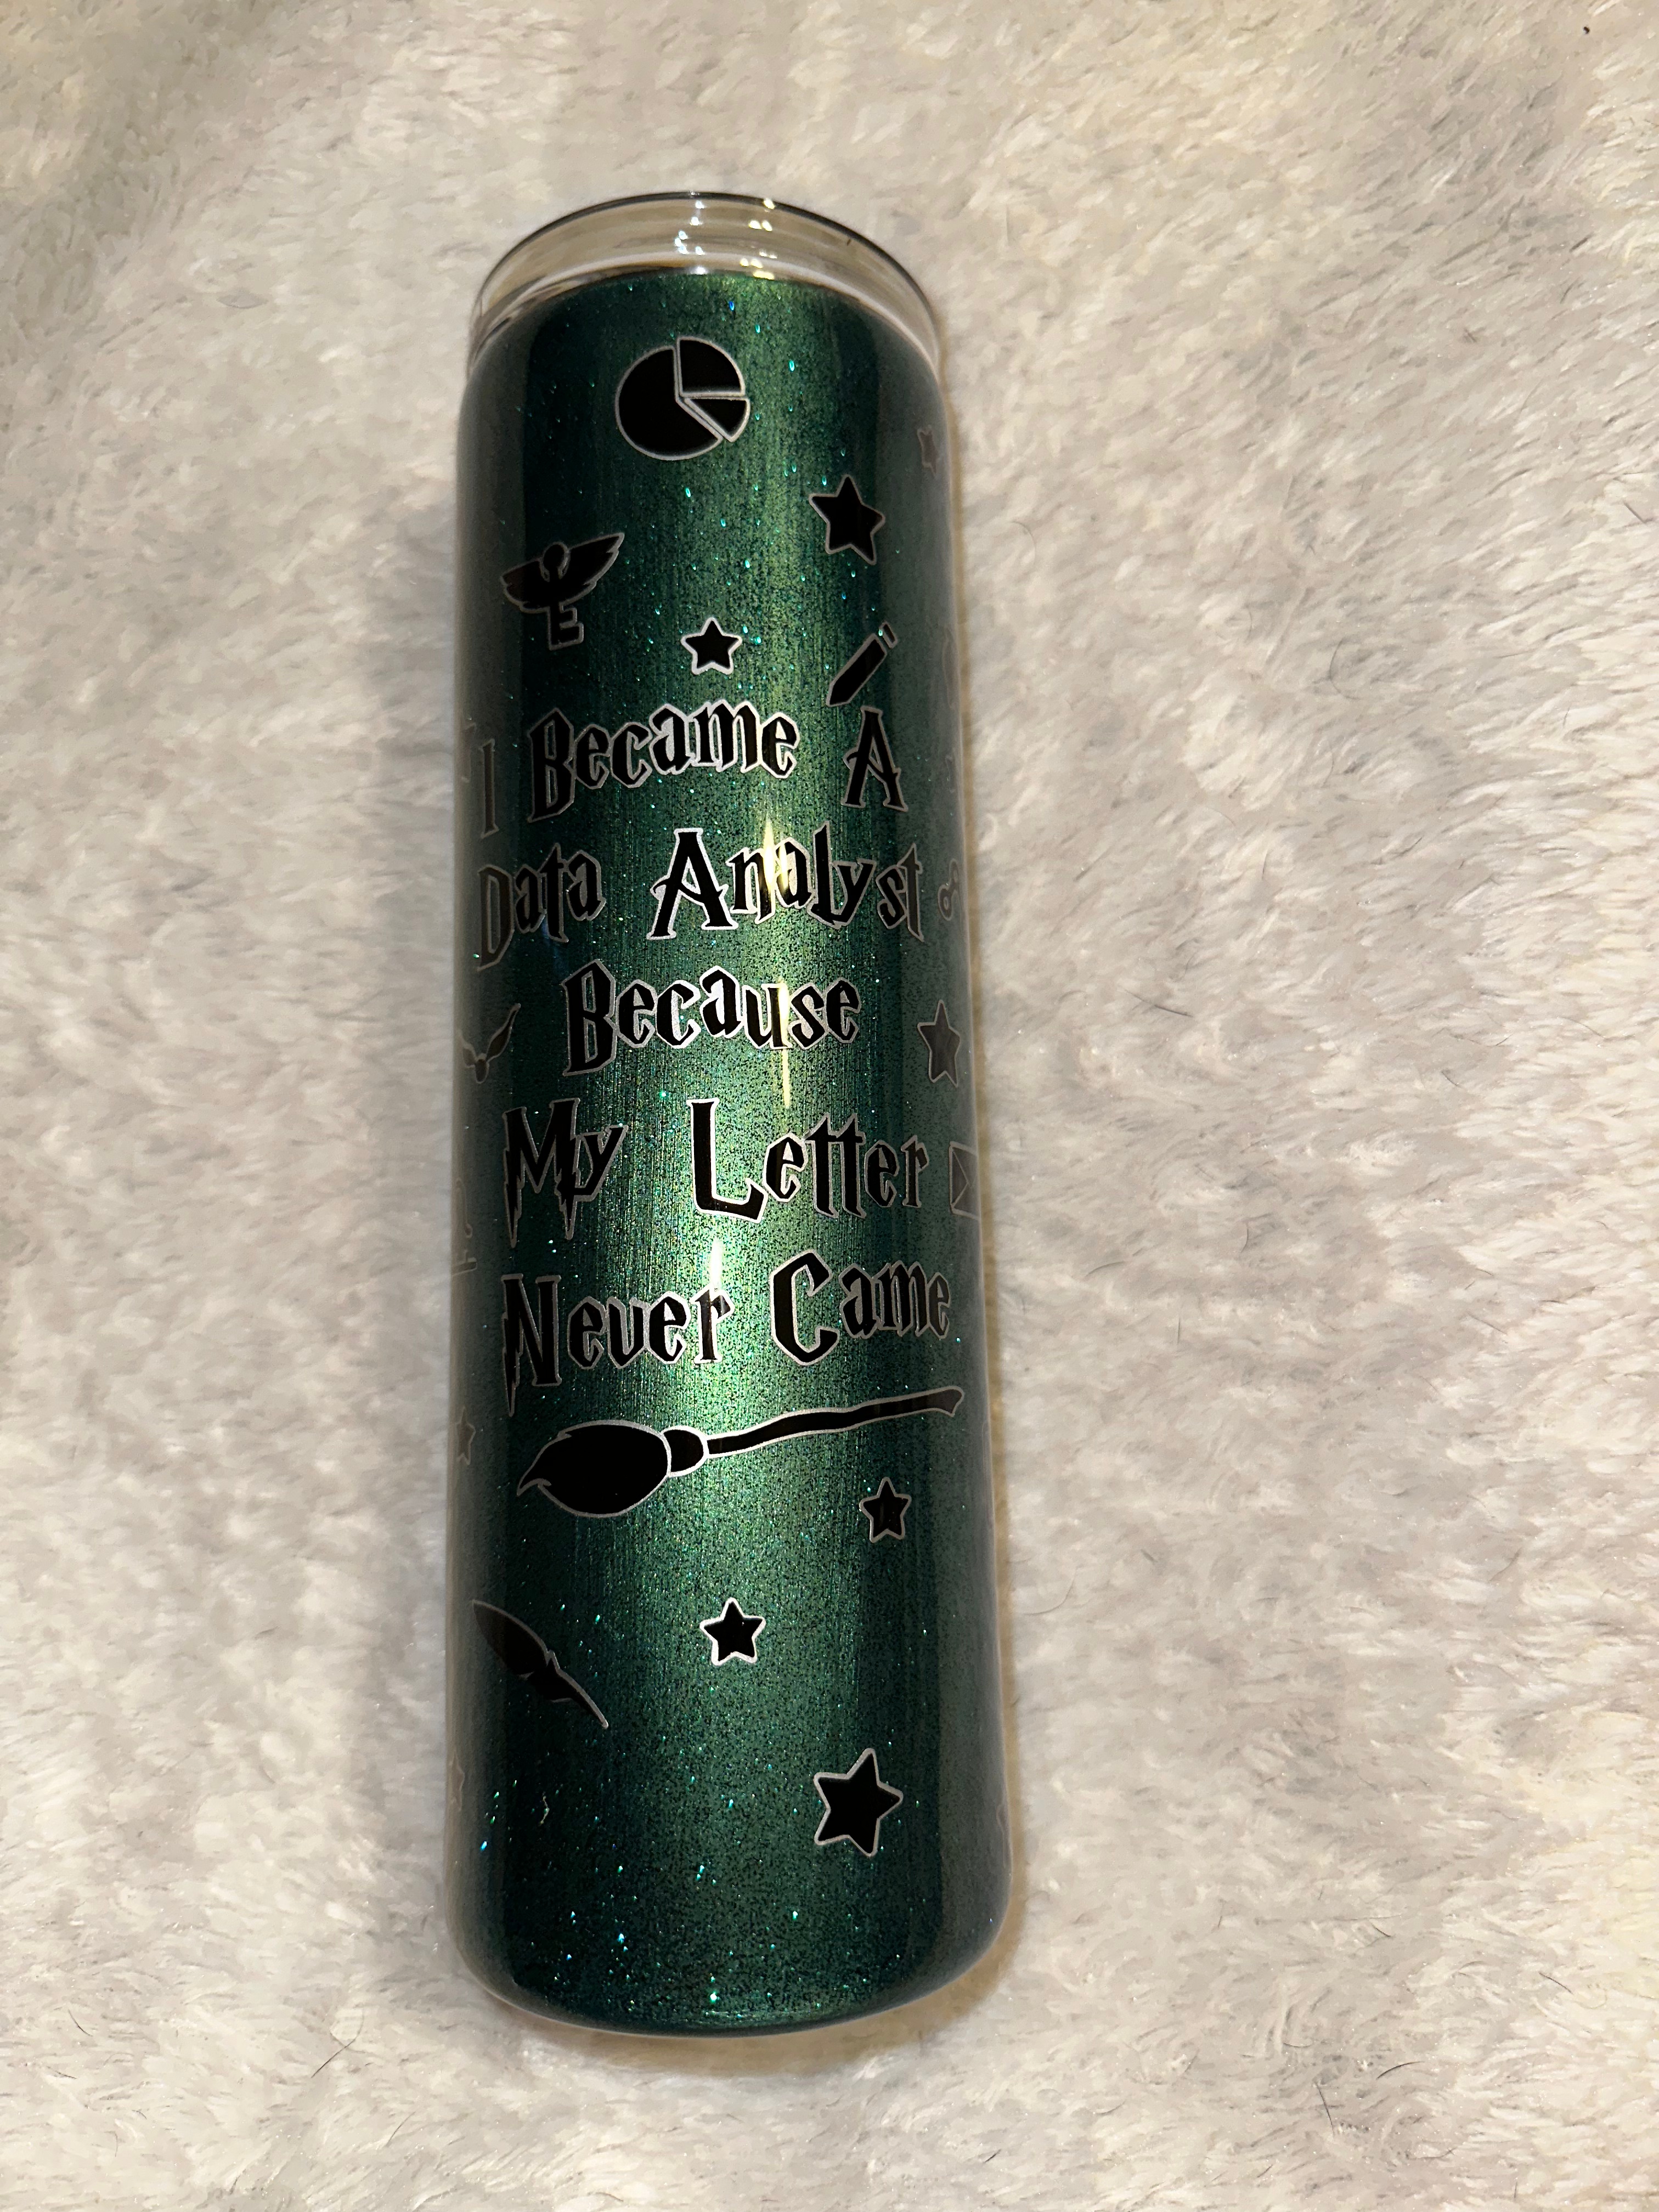 I Became A
Data Analyst
Because
My Letter
Never Came